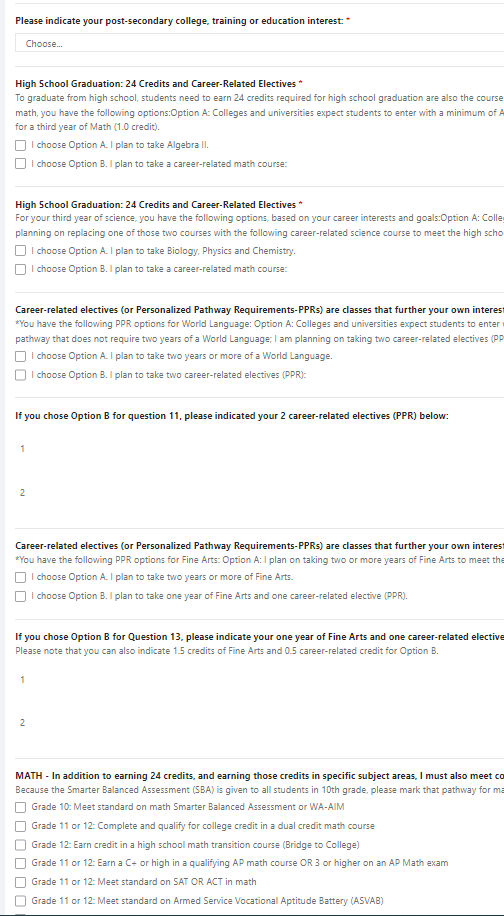 Please indicate your post-secondary college, training or education interest: *
Choose...
High School Graduation: 24 Credits and Career-Related Electives *
To graduate from high school, students need to earn 24 credits required for high school graduation are also the course
math, you have the following options:Option A: Colleges and universities expect students to enter with a minimum of A
for a third year of Math (1.0 credit).
I choose Option A. I plan to take Algebra II.
I choose Option B. I plan to take a career-related math course:
High School Graduation: 24 Credits and Career-Related Electives *
For your third year of science, you have the following options, based on your career interests and goals:Option A: Colle
planning on replacing one of those two courses with the following career-related science course to meet the high scho
I choose Option A. I plan to take Biology, Physics and Chemistry.
I choose Option B. I plan to take a career-related math course:
Career-related electives (or Personalized Pathway Requirements-PPRs) are classes that further your own interest
*You have the following PPR options for World Language: Option A: Colleges and universities expect students to enter
pathway that does not require two years of a World Language; I am planning on taking two career-related electives (PP
I choose Option A. I plan to take two years or more of a World Language.
I choose Option B. I plan to take two career-related electives (PPR):
If you chose Option B for question 11, please indicated your 2 career-related electives (PPR) below:
1
2
Career-related electives (or Personalized Pathway Requirements-PPRs) are classes that further your own interest
*You have the following PPR options for Fine Arts: Option A: I plan on taking two or more years of Fine Arts to meet the
I choose Option A. I plan to take two years or more of Fine Arts.
I choose Option B. I plan to take one year of Fine Arts and one career-related elective (PPR).
If you chose Option B for Question 13, please indicate your one year of Fine Arts and one career-related elective
Please note that you can also indicate 1.5 credits of Fine Arts and 0.5 career-related credit for Option B.
1
2
MATH - In addition to earning 24 credits, and earning those credits in specific subject areas, I must also meet co
Because the Smarter Balanced Assessment (SBA) is given to all students in 10th grade, please mark that pathway for ma
Grade 10: Meet standard on math Smarter Balanced Assessment or WA-AIM
Grade 11 or 12: Complete and qualify for college credit in a dual credit math course
Grade 12: Earn credit in a high school math transition course (Bridge to College)
Grade 11 or 12: Earn a C+ or high in a qualifying AP math course OR 3 or higher on an AP Math exam
Grade 11 or 12: Meet standard on SAT OR ACT in math
Grade 11 or 12: Meet standard on Armed Service Vocational Aptitude Battery (ASVAB)